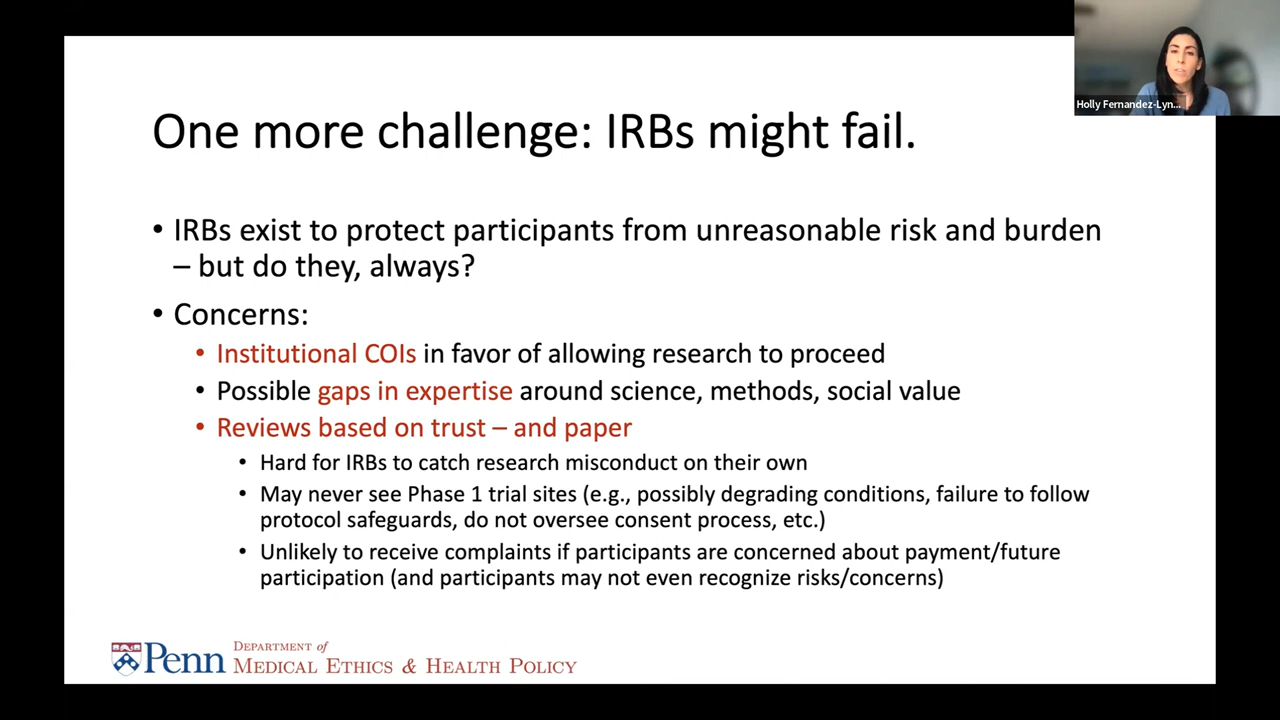 Holly Fernandez-Lyn...
One more challenge: IRBs might fail.
• IRBs exist to protect participants from unreasonable risk and burden
– but do they, always?
• Concerns:
• Institutional COIs in favor of allowing research to proceed
• Possible gaps in expertise around science, methods, social value
• Reviews based on trust – and paper
• Hard for IRBs to catch research misconduct on their own
• May never see Phase 1 trial sites (e.g., possibly degrading conditions, failure to follow
protocol safeguards, do not oversee consent process, etc.)
• Unlikely to receive complaints if participants are concerned about payment/future
participation (and participants may not even recognize risks/concerns)
Penn
DEPARTMENT of
MEDICAL ETHICS & HEALTH POLICY